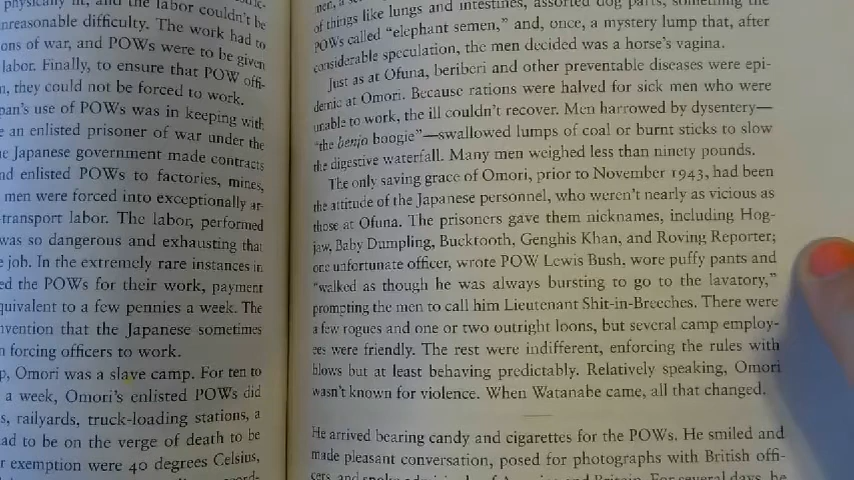 physically fit, and the labor couldn't be
unreasonable difficulty. The work had to
ons of war, and POWs were to be given
labor. Finally, to ensure that POW offi-
n, they could not be forced to work.
pan's use of POWs was in keeping with
e an enlisted prisoner of war under the
e Japanese government made contracts
nd enlisted POWs to factories, mines,
men were forced into exceptionally ar-
transport labor. The labor, performed
was so dangerous and exhausting that
e job. In the extremely rare instances in
ed the POWs for their work, payment
quivalent to a few pennies a week. The
nvention that the Japanese sometimes
n forcing officers to work.
p, Omori was a slave camp. For ten to
a week, Omori's enlisted POWs did
s, railyards, truck-loading stations, a
ad to be on the verge of death to be
r exemption were 40 degrees Celsius,
of things like lungs and intestines, assorted dog parts, something the
POWs called "elephant semen," and, once, a mystery lump that, after
considerable speculation, the men decided was a horse's vagina.
Just as at Ofuna, beriberi and other preventable diseases were epi-
demic at Omori. Because rations were halved for sick men who were
unable to work, the ill couldn't recover. Men harrowed by dysentery—
"the benjo boogie"—swallowed lumps of coal or burnt sticks to slow
the digestive waterfall. Many men weighed less than ninety pounds.
The only saving grace of Omori, prior to November 1943, had been
the attitude of the Japanese personnel, who weren't nearly as vicious as
those at Ofuna. The prisoners gave them nicknames, including Hog-
jaw, Baby Dumpling, Bucktooth, Genghis Khan, and Roving Reporter;
one unfortunate officer, wrote POW Lewis Bush, wore puffy pants and
"walked as though he was always bursting to go to the lavatory,"
prompting the men to call him Lieutenant Shit-in-Breeches. There were
a few rogues and one or two outright loons, but several camp employ-
ees were friendly. The rest were indifferent, enforcing the rules with
blows but at least behaving predictably. Relatively speaking, Omori
wasn't known for violence. When Watanabe came, all that changed.
He arrived bearing candy and cigarettes for the POWs. He smiled and
made pleasant conversation, posed for photographs with British offi-